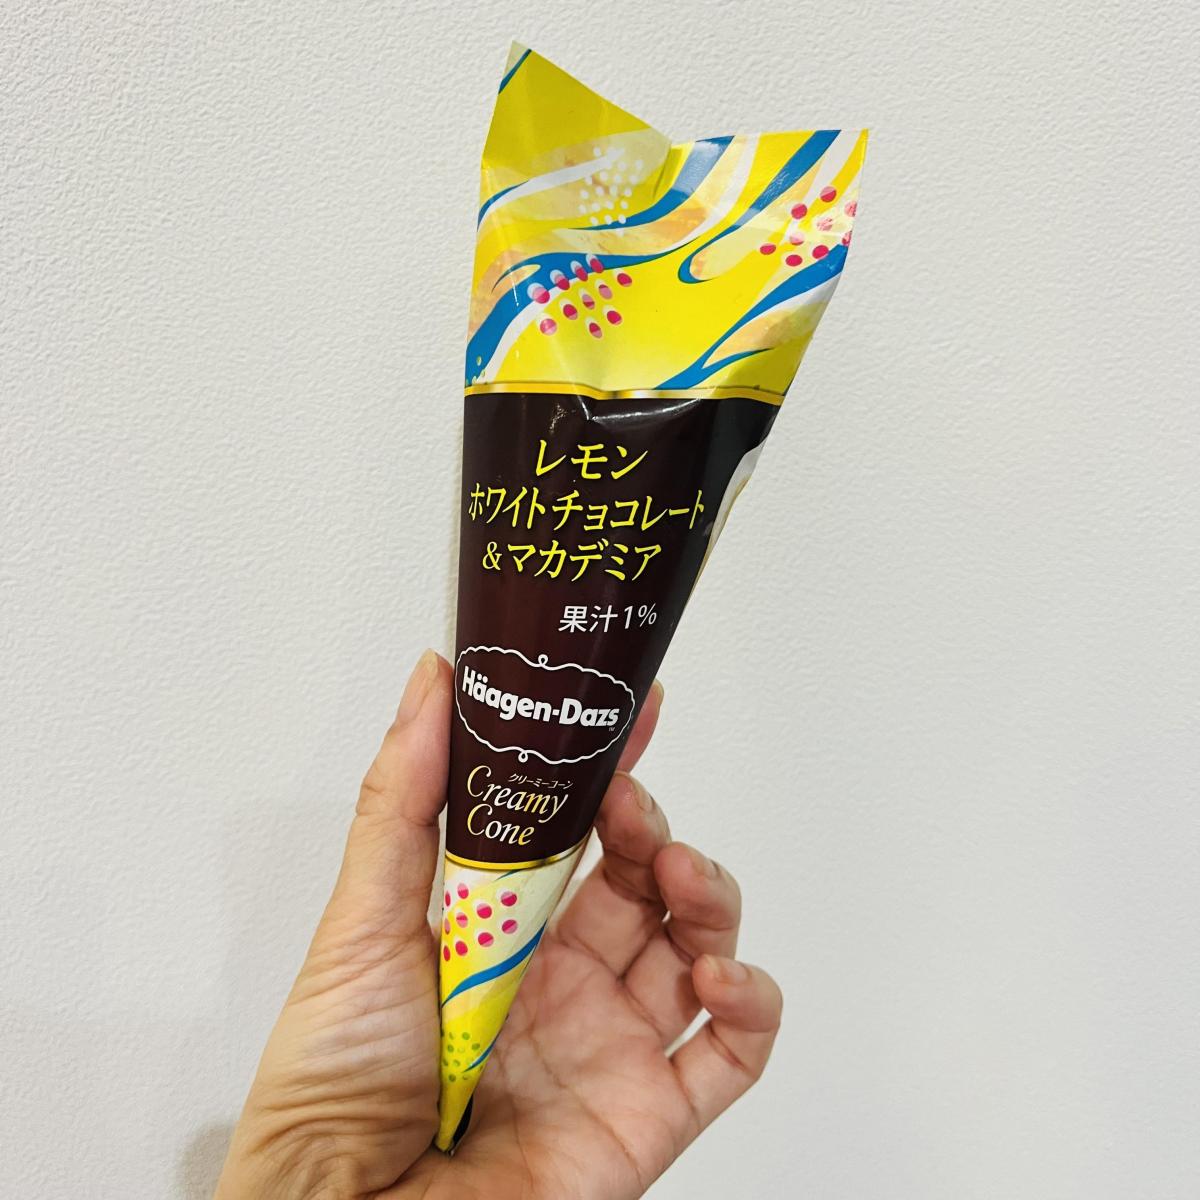 レモン
ホワイトチョコレート
&マカデミア
果汁1%
Häagen-Dazs
TM
クリーミーコーン
Creamy
Cone